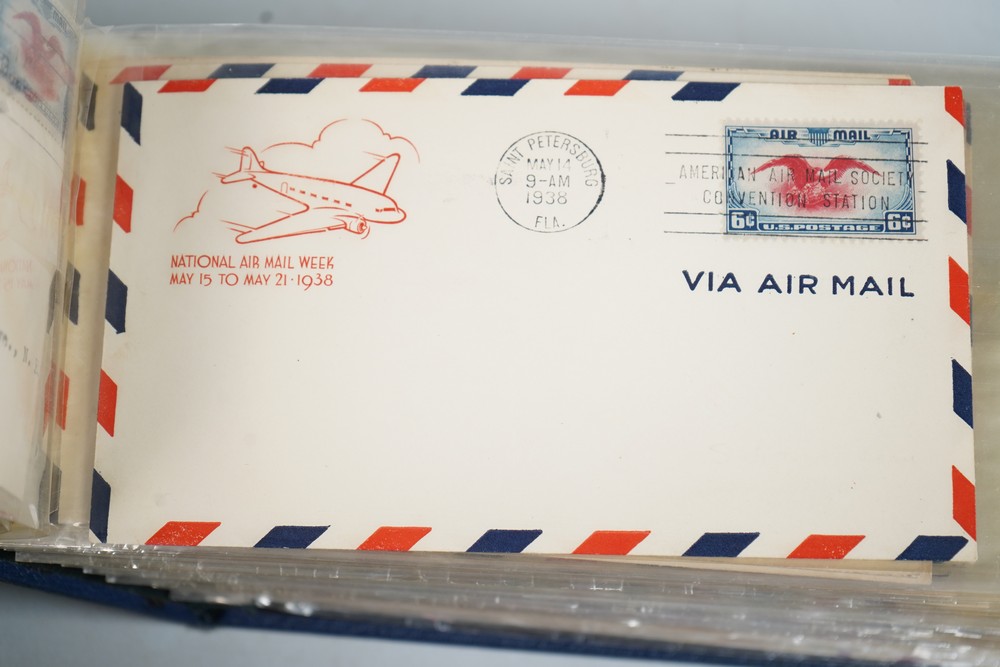 NATIONAL AIR MAIL WEEK
MAY 15 TO MAY 21·1938
SAINT PETERSBURG
MAY 14
9-AM
1938
FLA.
AIR MAIL
AMERICAN AIR MAIL SOCIETY
CONVENTION STATION
6¢ U.S. POSTAGE 6¢
VIA AIR MAIL